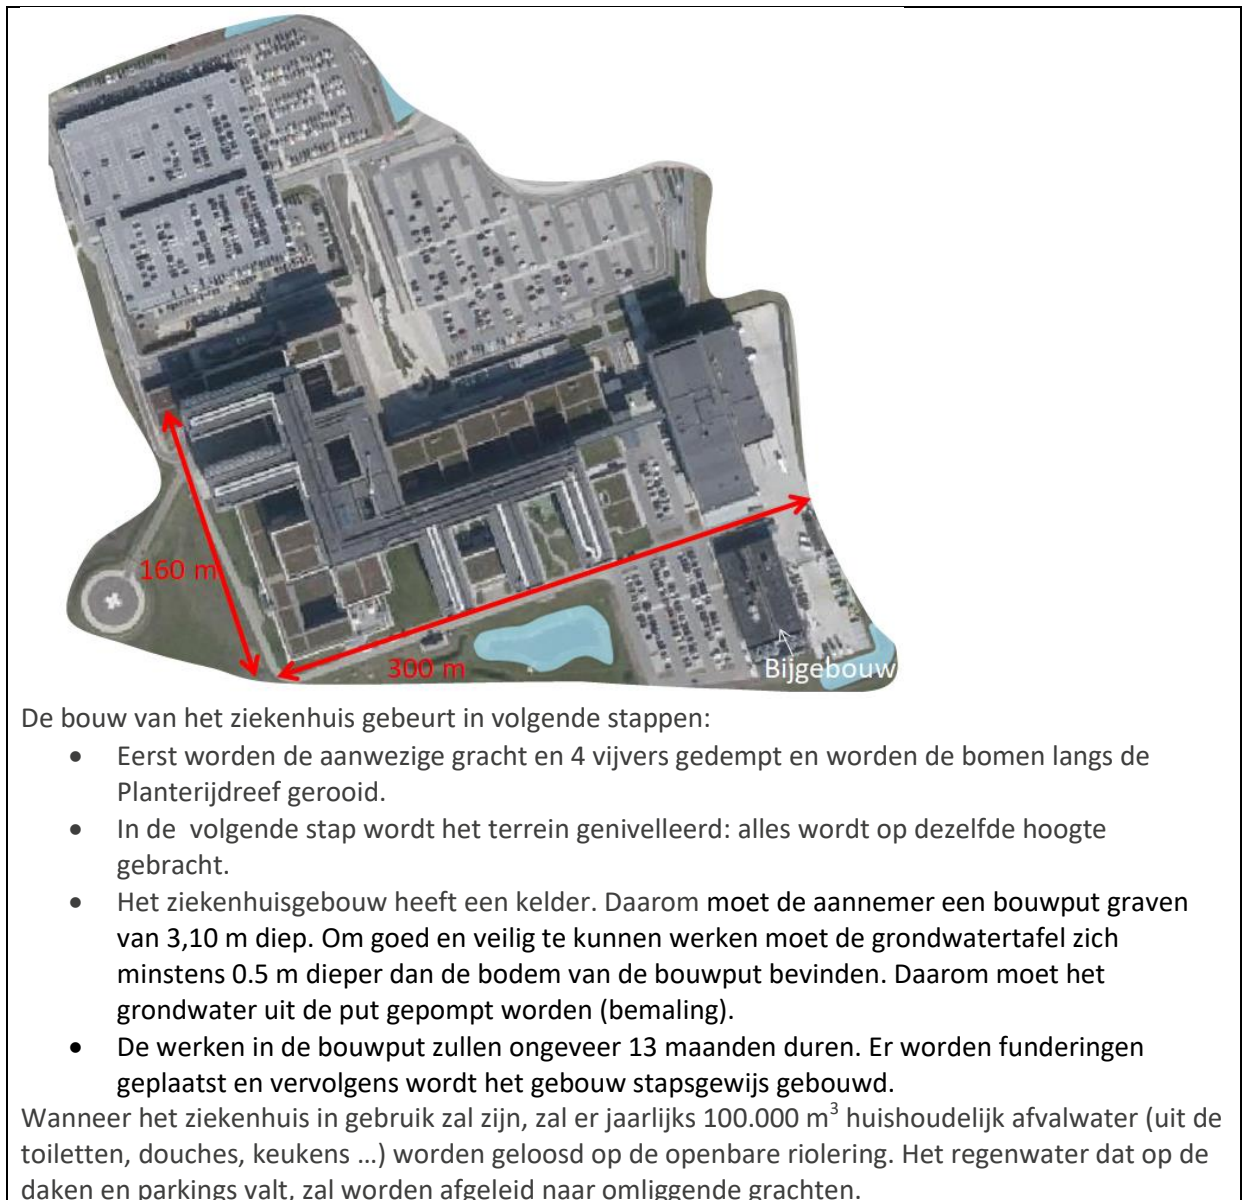 160 m
300 m
Bijgebouw
De bouw van het ziekenhuis gebeurt in volgende stappen:
• Eerst worden de aanwezige gracht en 4 vijvers gedempt en worden de bomen langs de
Planterijdreef gerooid.
• In de  volgende stap wordt het terrein genivelleerd: alles wordt op dezelfde hoogte
gebracht.
• Het ziekenhuisgebouw heeft een kelder. Daarom moet de aannemer een bouwput graven
van 3,10 m diep. Om goed en veilig te kunnen werken moet de grondwatertafel zich
minstens 0.5 m dieper dan de bodem van de bouwput bevinden. Daarom moet het
grondwater uit de put gepompt worden (bemaling).
• De werken in de bouwput zullen ongeveer 13 maanden duren. Er worden funderingen
geplaatst en vervolgens wordt het gebouw stapsgewijs gebouwd.
Wanneer het ziekenhuis in gebruik zal zijn, zal er jaarlijks 100.000 m³ huishoudelijk afvalwater (uit de
toiletten, douches, keukens …) worden geloosd op de openbare riolering. Het regenwater dat op de
daken en parkings valt, zal worden afgeleid naar omliggende grachten.